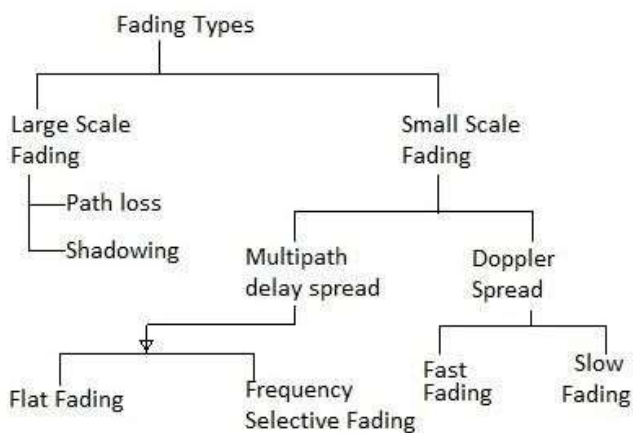 Fading Types
Large Scale
Fading
Path loss
Shadowing
Small Scale
Fading
Multipath
delay spread
Doppler
Spread
Flat Fading
Frequency
Selective Fading
Fast
Fading
Slow
Fading